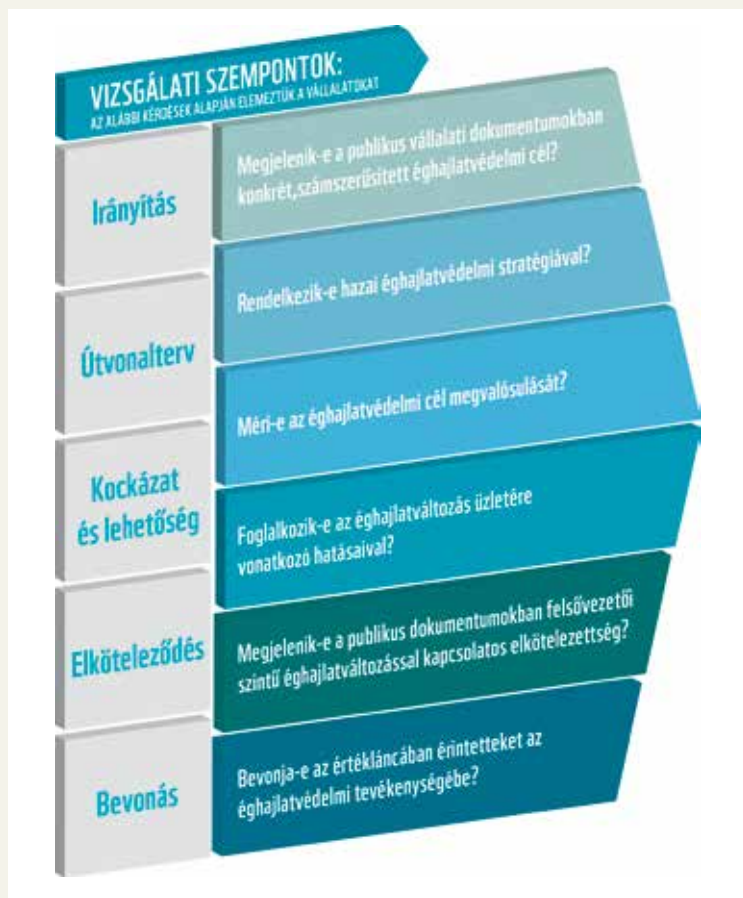 VIZSGÁLATI SZEMPONTOK:
AZ ALÁBBI KÉRDÉSEK ALAPJÁN ELEMEZTÜK A VÁLLALATOKAT
Irányítás
Megjelenik-e a publikus vállalati dokumentumokban
konkrét,számszerűsített éghajlatvédelmi cél?
Rendelkezik-e hazai éghajlatvédelmi stratégiával?
Útvonalterv
Méri-e az éghajlatvédelmi cél megvalósulását?
Kockázat
és lehetőség
Foglalkozik-e az éghajlatváltozás üzletére
vonatkozó hatásaival?
Elköteleződés
Megjelenik-e a publikus dokumentumokban felsővezetői
szintű éghajlatváltozással kapcsolatos elkötelezettség?
Bevonás
Bevonja-e az értékláncában érintetteket az
éghajlatvédelmi tevékenységébe?